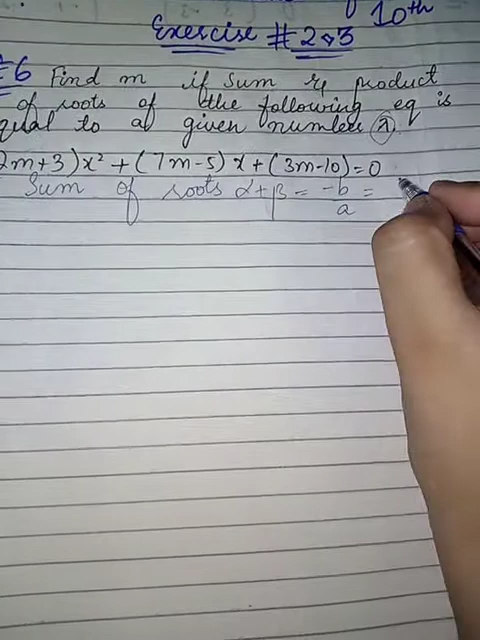 10th
Exercise # 2.3
6 Find m if sum & product
of roots of the following eq is
qual to a given number λ
2m+3)x² + (7m-5)x + (3m-10)=0
Sum of roots α+β = -b/a =